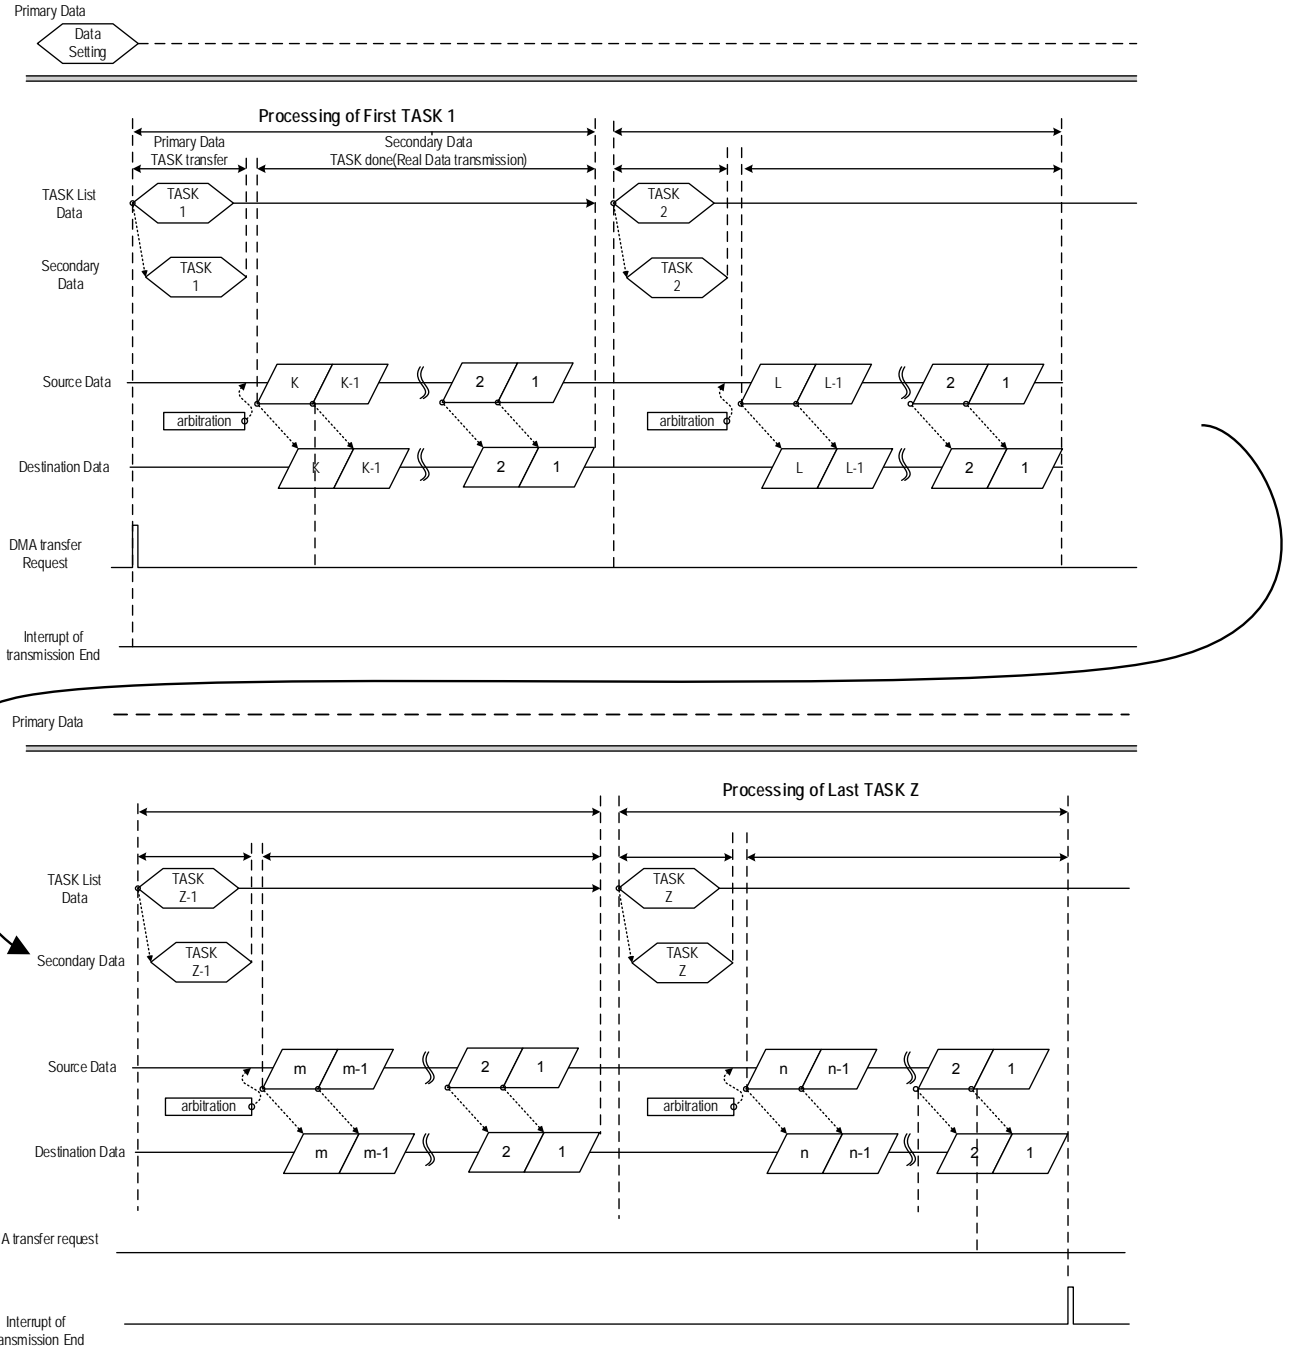 Primary Data
Data
Setting
Processing of First TASK 1
Primary Data
TASK transfer
Secondary Data
TASK done(Real Data transmission)
TASK List
Data
TASK
1
TASK
2
Secondary
Data
TASK
1
TASK
2
Source Data
K
K-1
2
1
L
L-1
2
1
arbitration
arbitration
Destination Data
K
K-1
2
1
L
L-1
2
1
DMA transfer
Request
Interrupt of
transmission End
Primary Data
Processing of Last TASK Z
TASK List
Data
TASK
Z-1
TASK
Z
Secondary Data
TASK
Z-1
TASK
Z
Source Data
m
m-1
2
1
n
n-1
2
1
arbitration
arbitration
Destination Data
m
m-1
2
1
n
n-1
2
1
A transfer request
Interrupt of
ansmission End